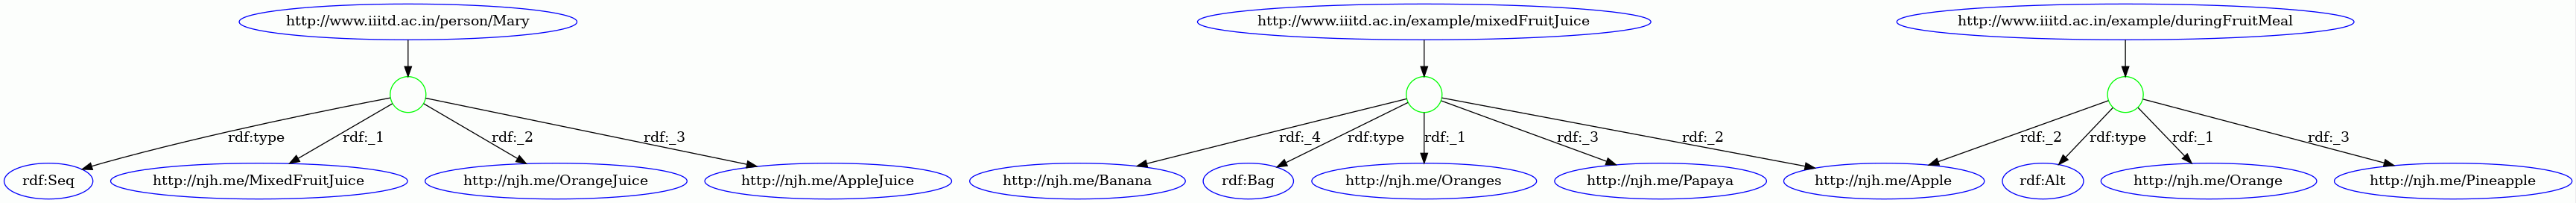 http://www.iiitd.ac.in/person/Mary
http://www.iiitd.ac.in/example/mixedFruitJuice
http://www.iiitd.ac.in/example/duringFruitMeal
rdf:type
rdf:_1
rdf:_2
rdf:_3
rdf:_4
rdf:type
rdf:_1
rdf:_3
rdf:_2
rdf:_2
rdf:type
rdf:_1
rdf:_3
rdf:Seq
http://njh.me/MixedFruitJuice
http://njh.me/OrangeJuice
http://njh.me/AppleJuice
http://njh.me/Banana
rdf:Bag
http://njh.me/Oranges
http://njh.me/Papaya
http://njh.me/Apple
rdf:Alt
http://njh.me/Orange
http://njh.me/Pineapple